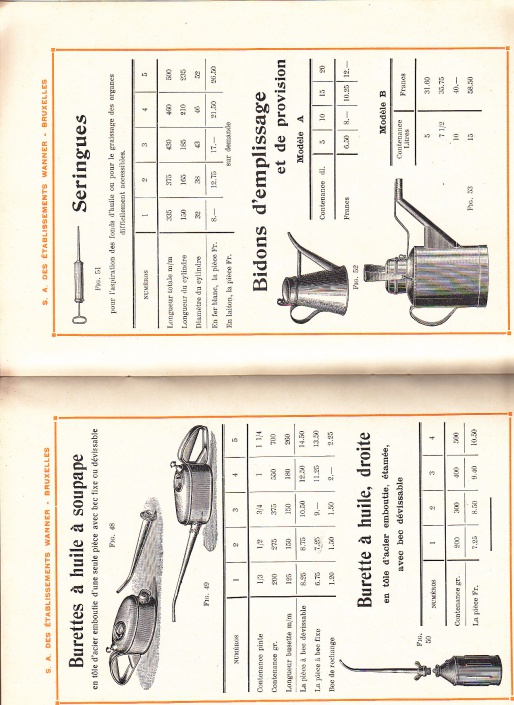 S. A. DES ÉTABLISSEMENTS WANNER - BRUXELLES
Burettes à huile à soupape
en tôle d'acier emboutie d'une seule pièce avec bec fixe ou dévissable
FIG. 48
FIG. 49
NUMÉROS 1 2 3 4 5
Contenance pinte 1/3 1/2 3/4 1 1 1/4
Contenance gr. 200 275 375 550 700
Longueur busette m/m 125 150 150 180 260
La pièce à bec dévissable 8.25 8.75 10.50 12.50 14.50
La pièce à bec fixe 6.75 7.25 9.— 11.25 13.50
Bec de rechange 1.20 1.50 1.50 2.— 2.25
Burette à huile, droite
en tôle d'acier emboutie, étamée,
avec bec dévissable
FIG.
50
NUMÉROS 1 2 3 4
Contenance gr. 200 300 400 500
La pièce Fr. 7.25 8.50 9.40 10.50
S. A. DES ÉTABLISSEMENTS WANNER - BRUXELLES
Seringues
FIG. 51
pour l'aspiration des fonds d'huile ou pour le graissage des organes
difficilement accessibles.
NUMÉROS 1 2 3 4 5
Longueur totale m/m 335 375 430 460 500
Longueur du cylindre 150 165 185 210 235
Diamètre du cylindre 32 38 43 46 52
En fer blanc, la pièce Fr. 8.— 12.75 17.— 21.50 26.50
En laiton, la pièce Fr. sur demande
Bidons d'emplissage
et de provision
Modèle A
FIG. 52
Contenance dl. 5 10 15 20
Francs 6.50 8.— 10.25 12.—
Modèle B
Contenance Litres Francs
5 31.60
7 1/2 35.75
10 40.—
15 58.50
FIG. 53